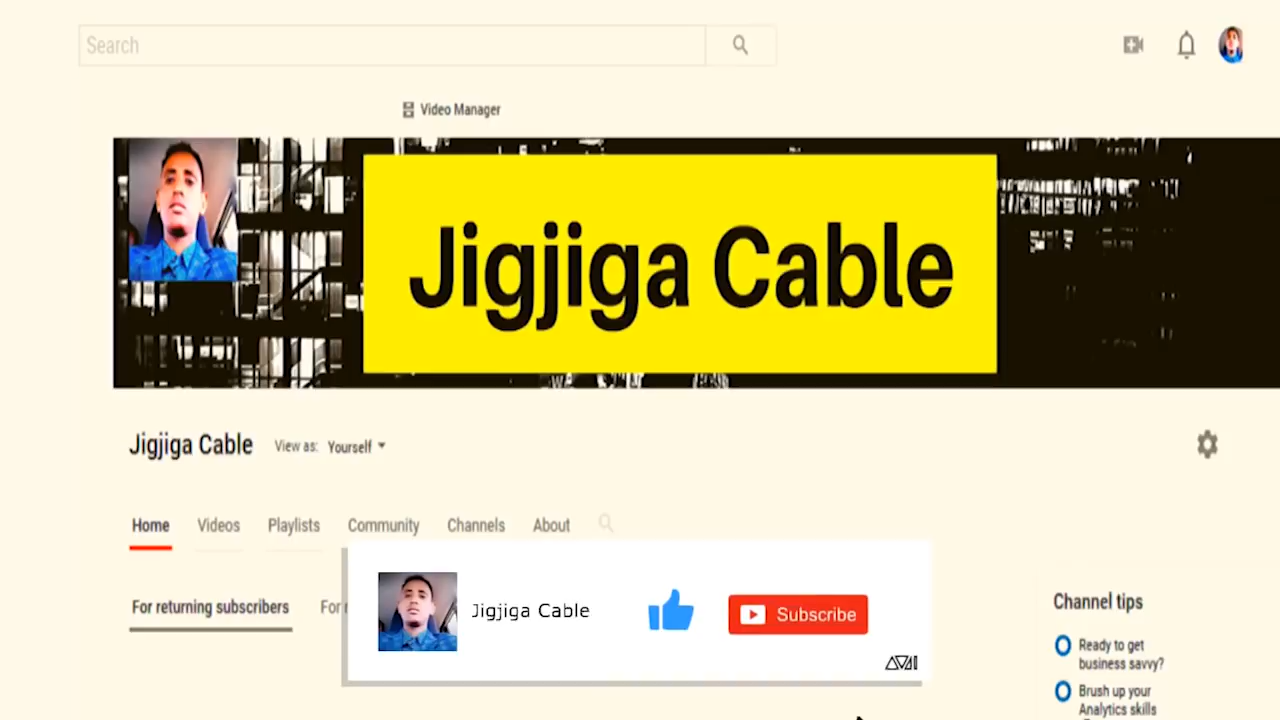 Search
Video Manager
Jigjiga Cable
Jigjiga Cable View as: Yourself
Home Videos Playlists Community Channels About
For returning subscribers For
Jigjiga Cable Subscribe
Channel tips
Ready to get
business savvy?
Brush up your
Analytics skills